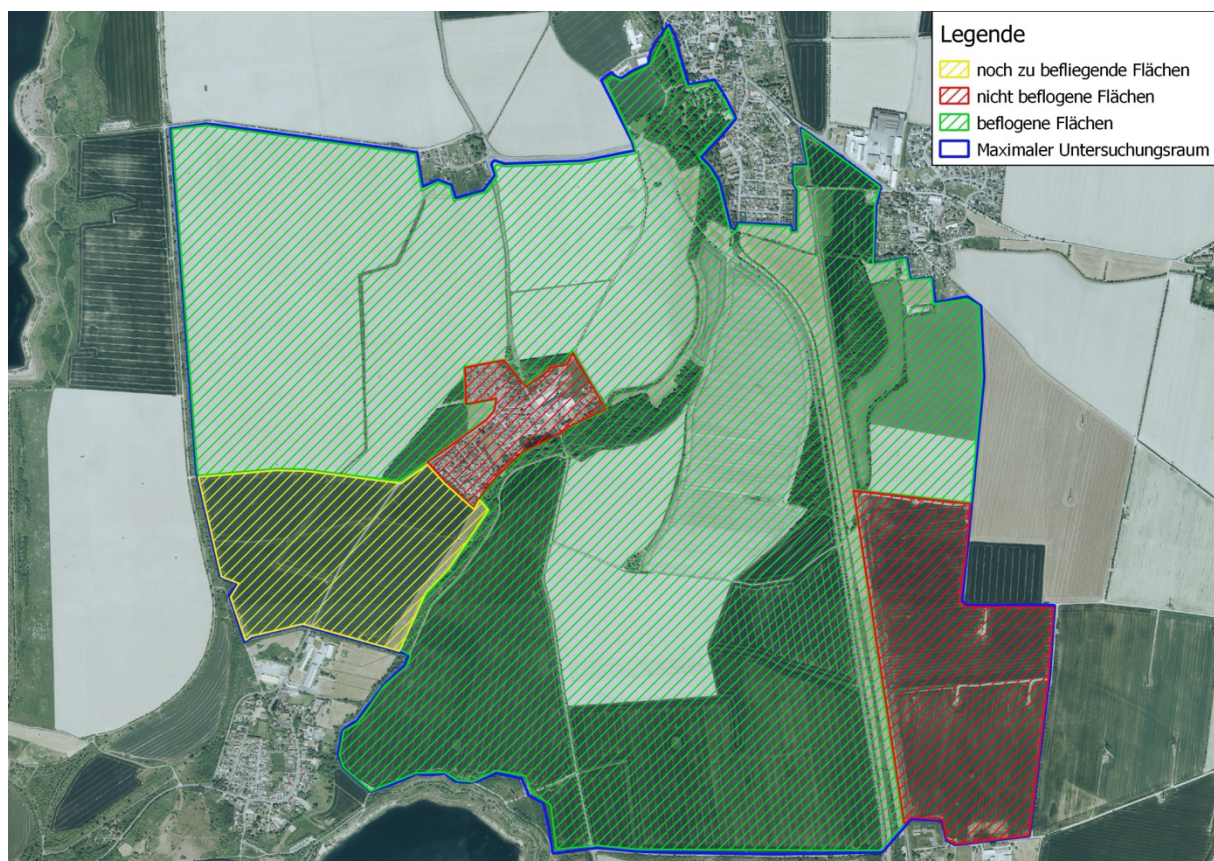 Legende
noch zu befliegende Flächen
nicht beflogene Flächen
beflogene Flächen
Maximaler Untersuchungsraum